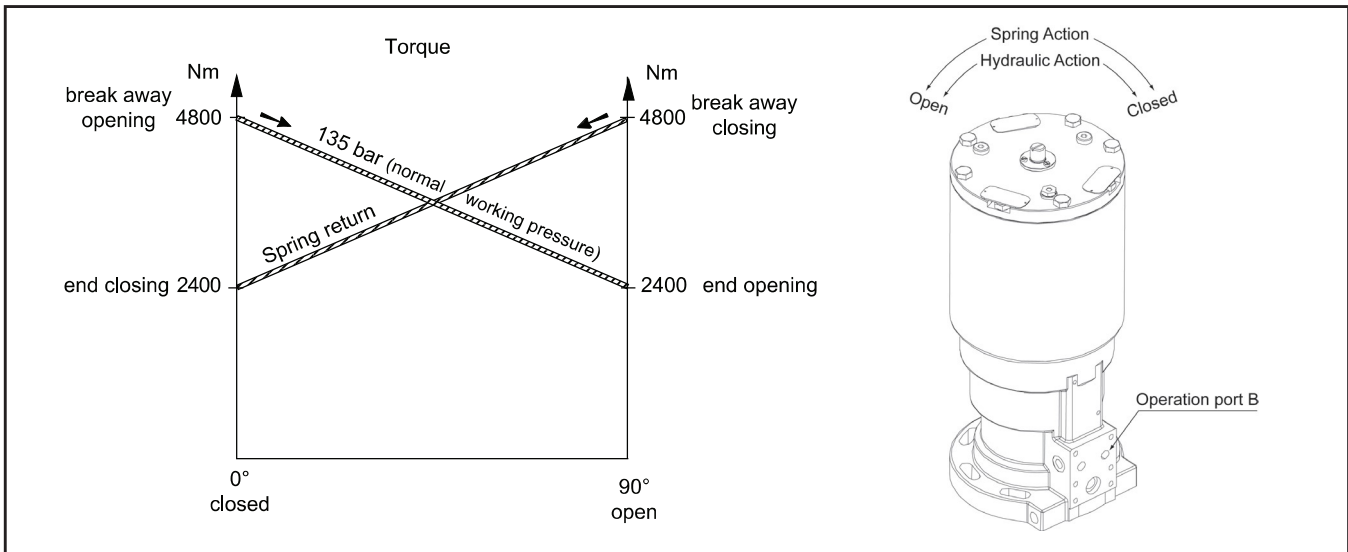 Torque
Nm
break away
opening
4800
135 bar (normal working pressure)
Spring return
end closing 2400
Nm
4800
break away
closing
2400 end opening
0°
closed
90°
open
Spring Action
Hydraulic Action
Open
Closed
Operation port B